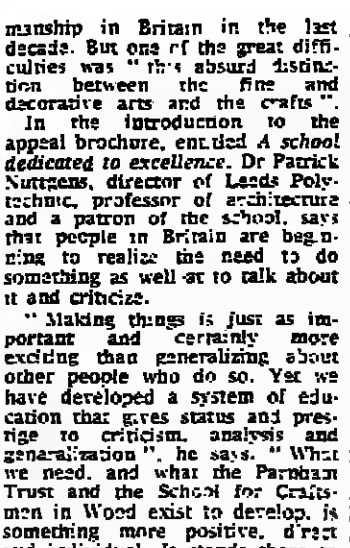 manship in Britain in the last
decade. But one of the great diffi-
culties was " this absurd distinc-
tion between the fine and
decorative arts and the crafts ".
In the introduction to the
appeal brochure, entitled A school
dedicated to excellence. Dr Patrick
Nuttgens, director of Leeds Poly-
technic, professor of architecture
and a patron of the school, says
that people in Britain are begin-
ning to realize the need to do
something as well as to talk about
it and criticize.
" Making things is just as im-
portant and certainly more
exciting than generalizing about
other people who do so. Yet we
have developed a system of edu-
cation that gives status and pres-
tige to criticism, analysis and
generalization ", he says. " What
we need, and what the Parnham
Trust and the School for Crafts-
men in Wood exist to develop, is
something more positive, direct
and individual. It stands